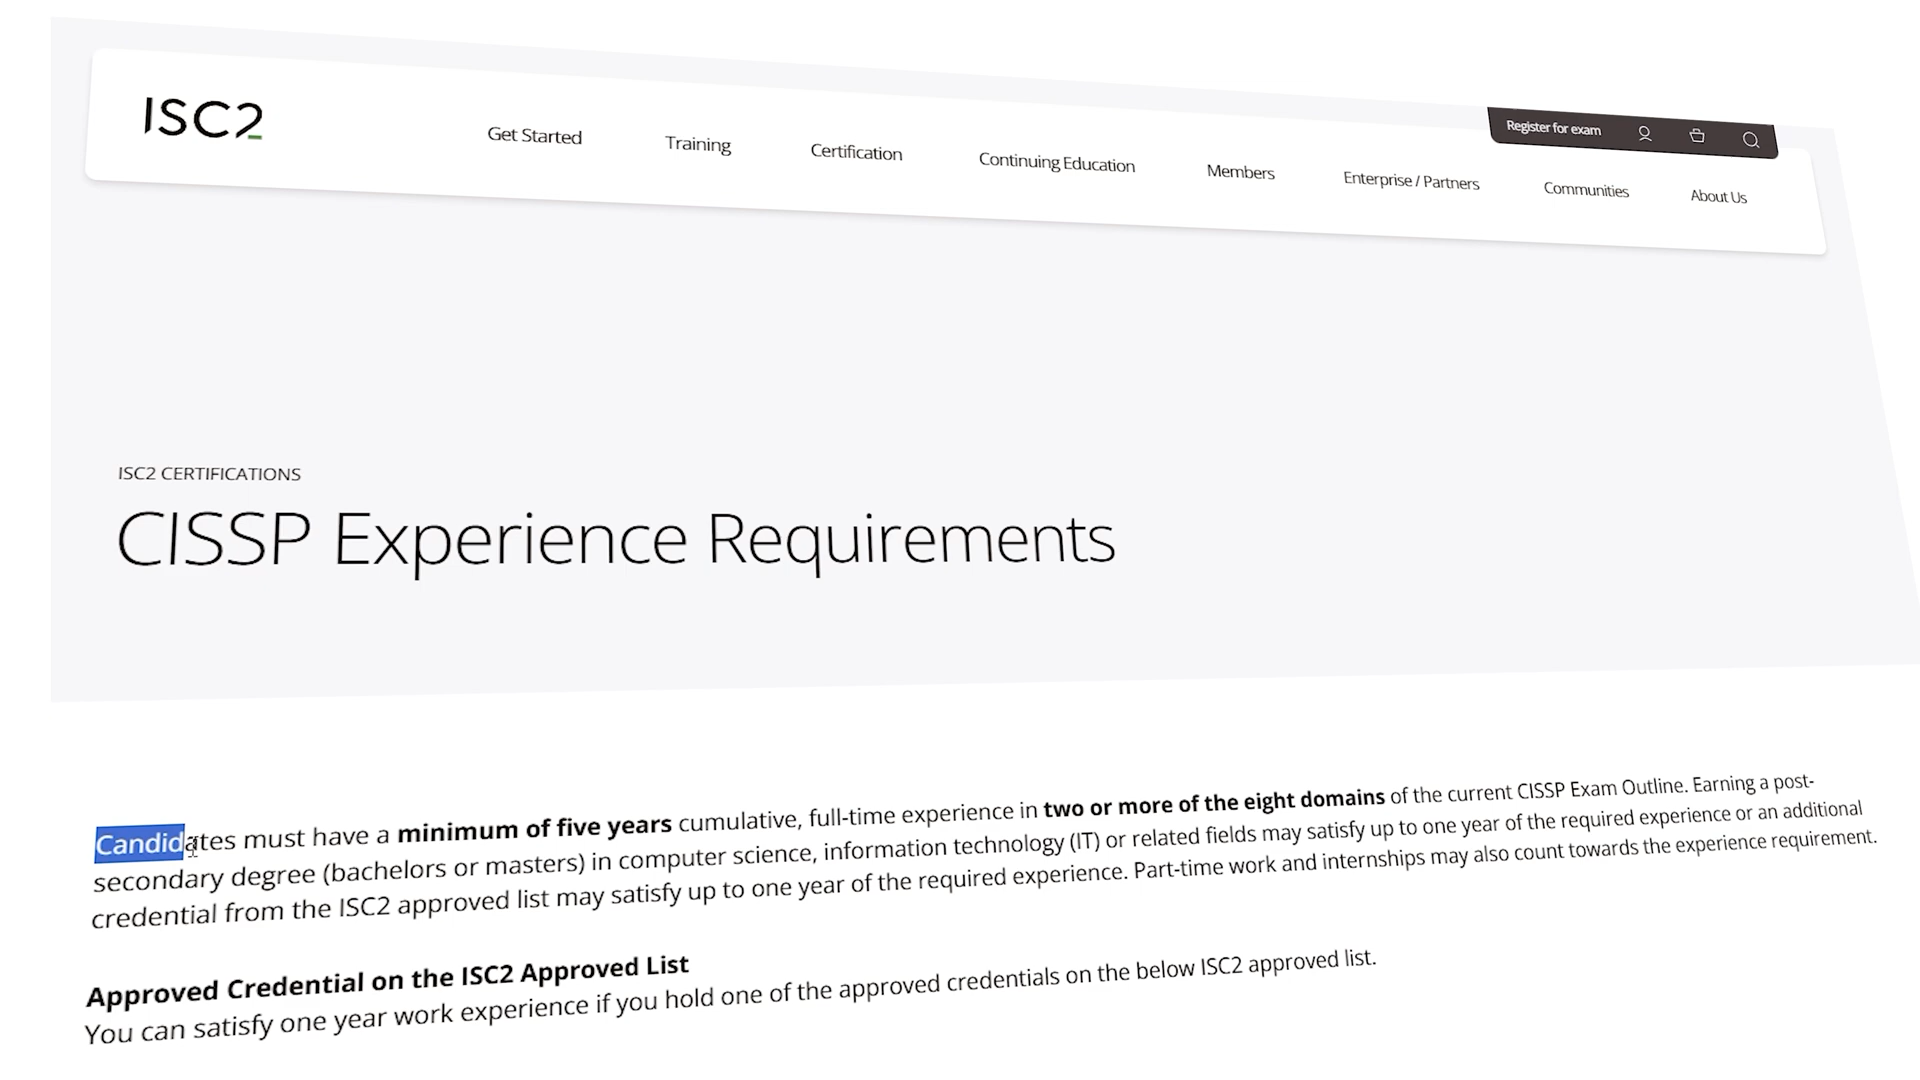 ISC2
Register for exam
Get Started Training Certification Continuing Education Members Enterprise / Partners Communities About Us
ISC2 CERTIFICATIONS
CISSP Experience Requirements
Candidates must have a minimum of five years cumulative, full-time experience in two or more of the eight domains of the current CISSP Exam Outline. Earning a post-
secondary degree (bachelors or masters) in computer science, information technology (IT) or related fields may satisfy up to one year of the required experience or an additional
credential from the ISC2 approved list may satisfy up to one year of the required experience. Part-time work and internships may also count towards the experience requirement.
Approved Credential on the ISC2 Approved List
You can satisfy one year work experience if you hold one of the approved credentials on the below ISC2 approved list.